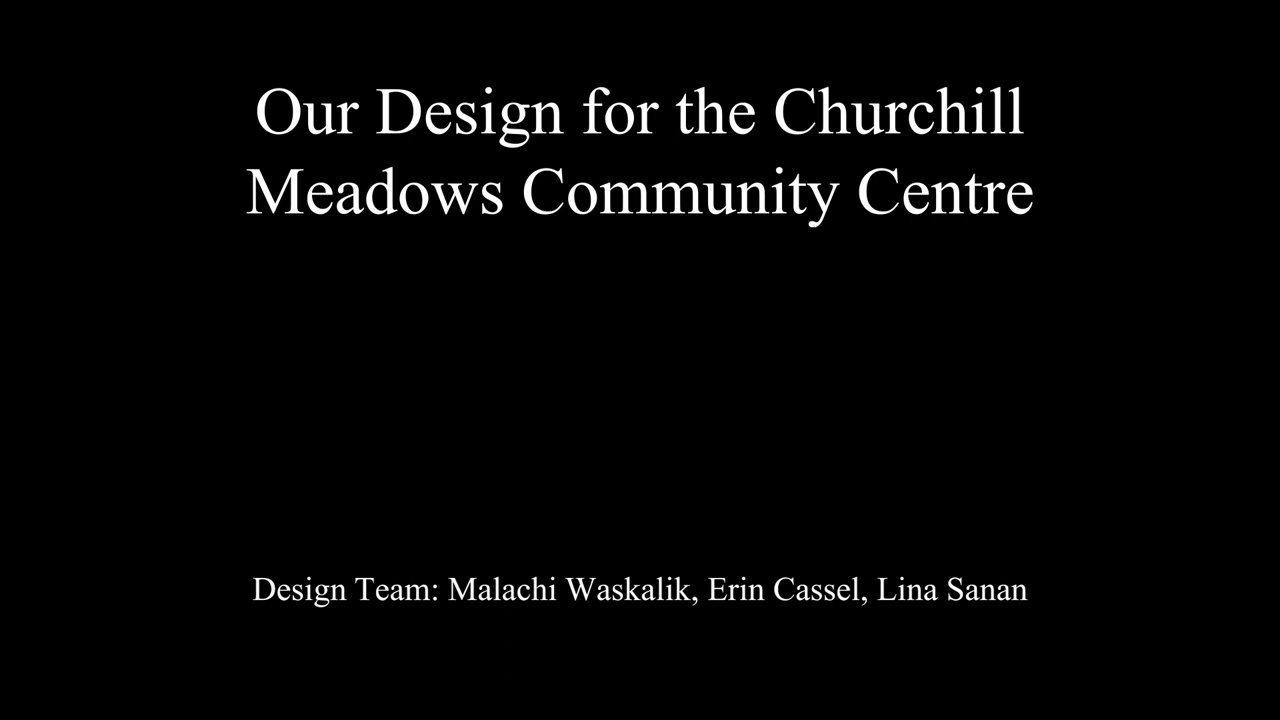 Our Design for the Churchill
Meadows Community Centre
Design Team: Malachi Waskalik, Erin Cassel, Lina Sanan